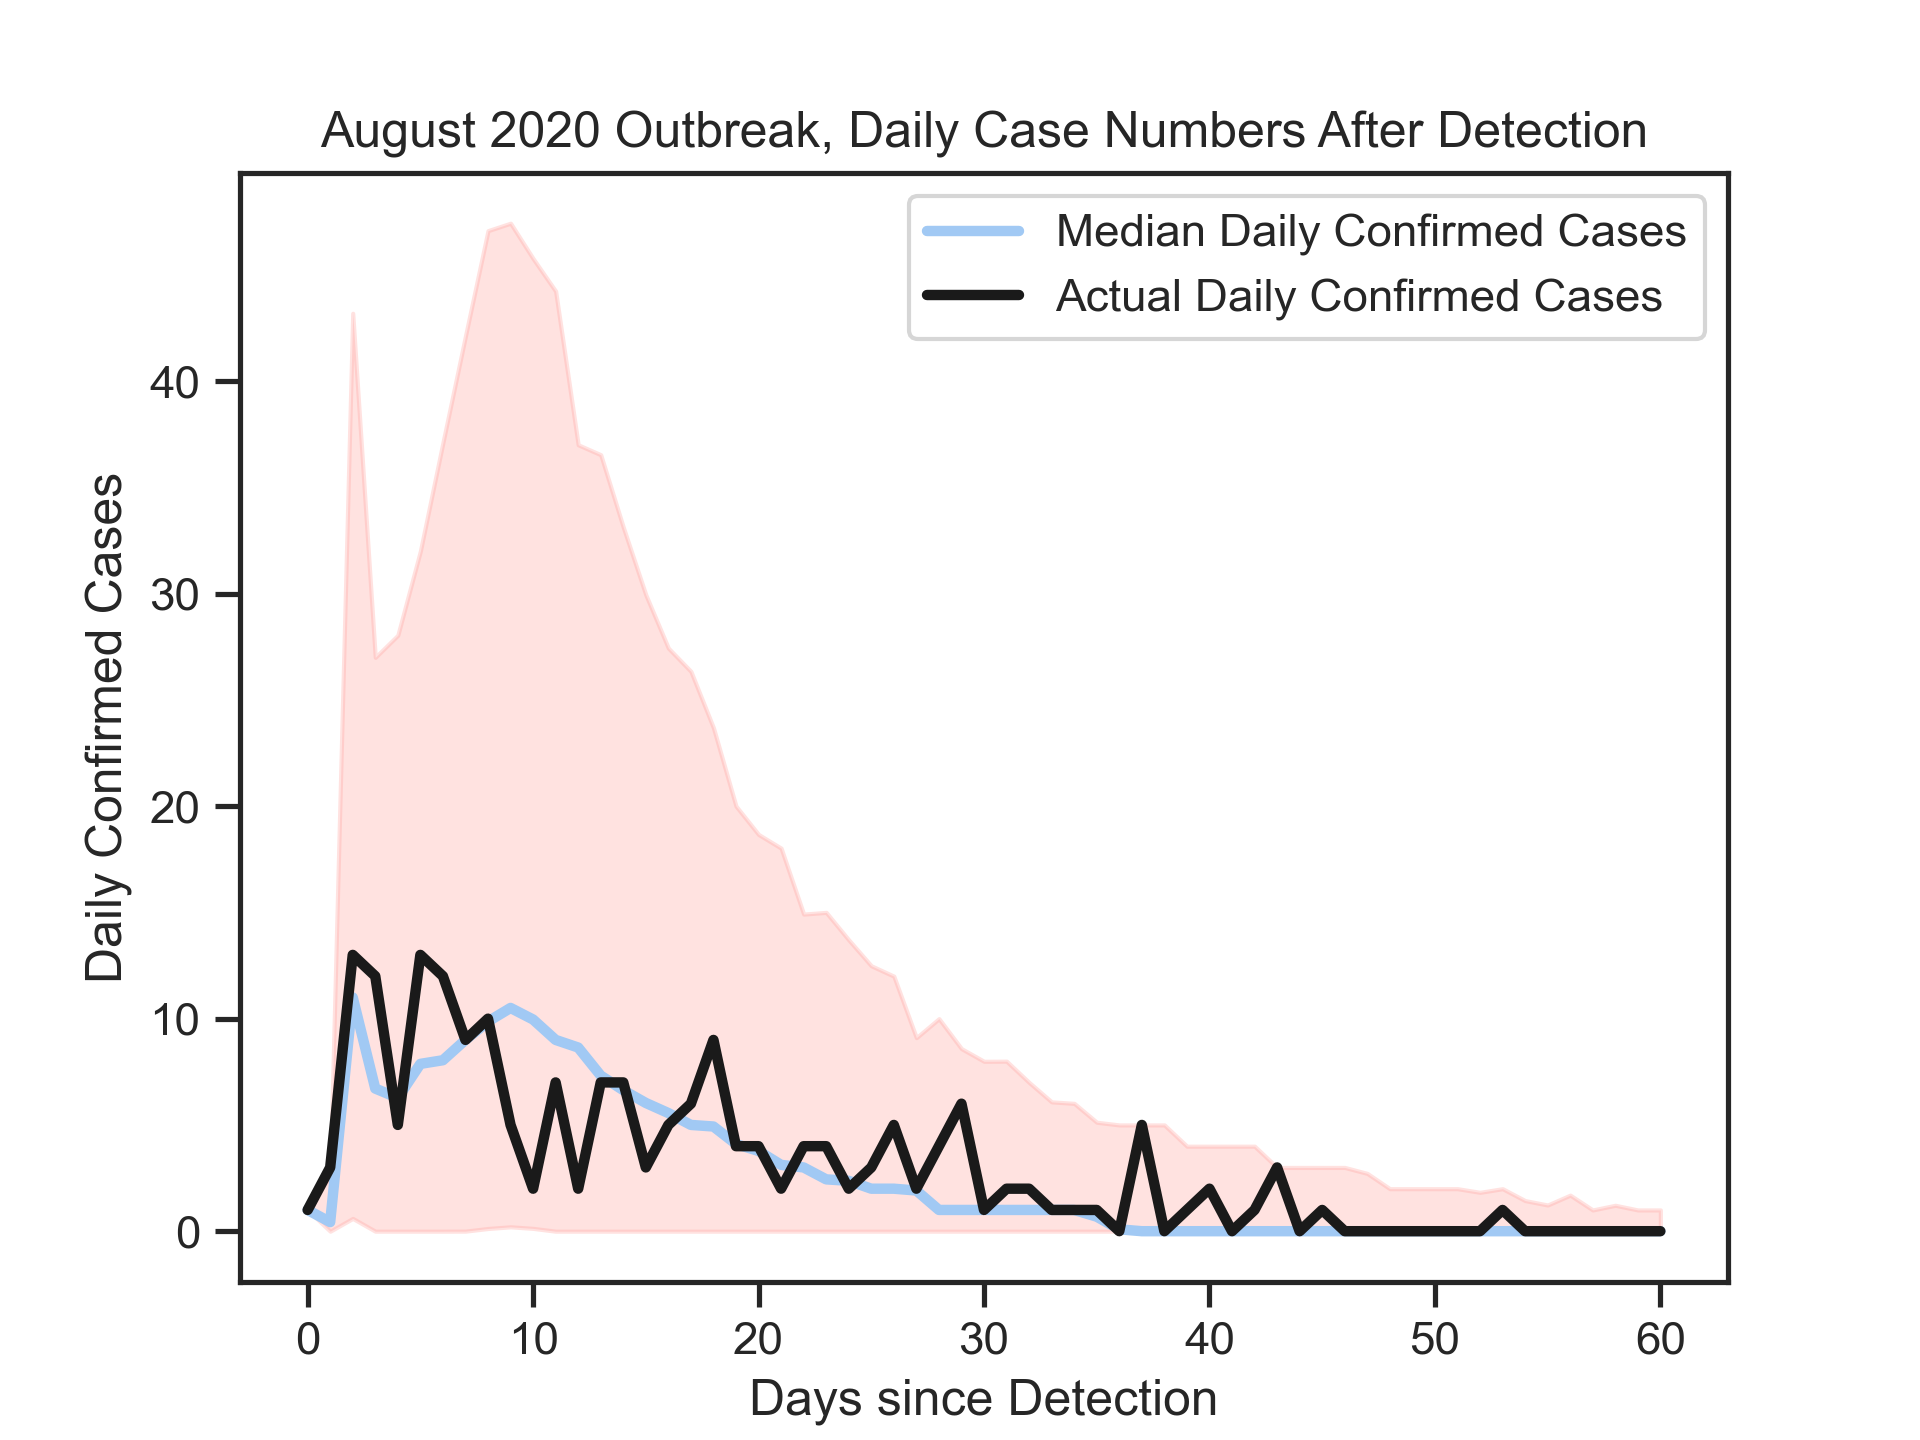 August 2020 Outbreak, Daily Case Numbers After Detection
Median Daily Confirmed Cases
Actual Daily Confirmed Cases
Daily Confirmed Cases
40
30
20
10
0
0 10 20 30 40 50 60
Days since Detection